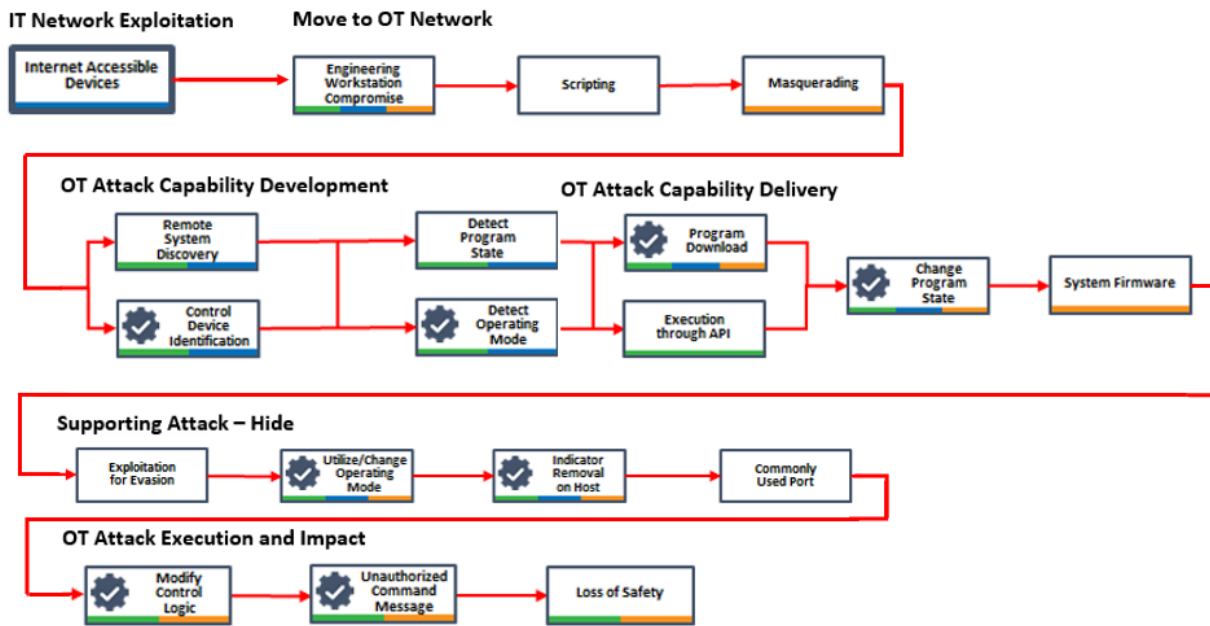 IT Network Exploitation
Move to OT Network
Internet Accessible
Devices
Engineering
Workstation
Compromise
Scripting
Masquerading
OT Attack Capability Development
OT Attack Capability Delivery
Remote
System
Discovery
Detect
Program
State
Program
Download
Change
Program
State
System Firmware
Control
Device
Identification
Detect
Operating
Mode
Execution
through API
Supporting Attack – Hide
Exploitation
for Evasion
Utilize/Change
Operating
Mode
Indicator
Removal
on Host
Commonly
Used Port
OT Attack Execution and Impact
Modify
Control
Logic
Unauthorized
Command
Message
Loss of Safety